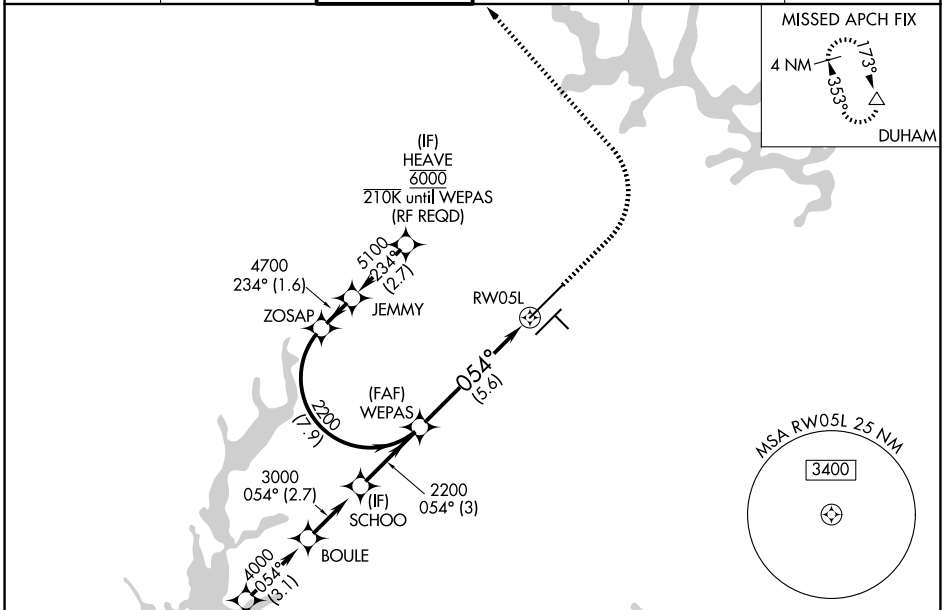 MISSED APCH FIX
4 NM
173°
353°
DUHAM
(IF)
HEAVE
6000
210K until WEPAS
(RF REQD)
5100
234°
(2.7)
4700
234° (1.6)
JEMMY
ZOSAP
RW05L
054°
(5.6)
(FAF)
WEPAS
2200
(7.9)
3000
054° (2.7)
2200
054° (3)
(IF)
SCHOO
BOULE
4000
054°
(3.1)
MSA RW05L 25 NM
3400